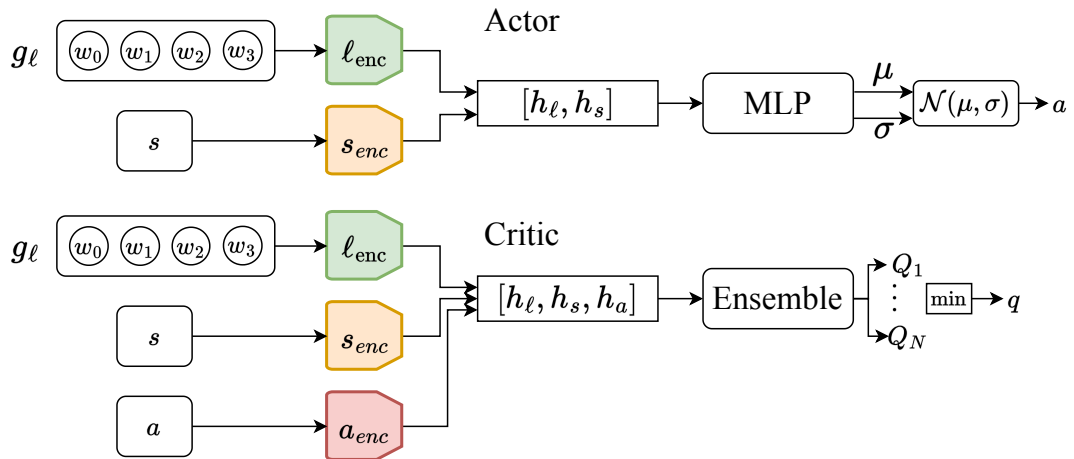 Actor
g_ℓ w_0 w_1 w_2 w_3 ℓ_enc
[h_ℓ, h_s] MLP μ σ 𝒩(μ, σ) a
s s_enc
Critic
g_ℓ w_0 w_1 w_2 w_3 ℓ_enc
[h_ℓ, h_s, h_a] Ensemble Q_1 ⋮ Q_N min q
s s_enc
a a_enc